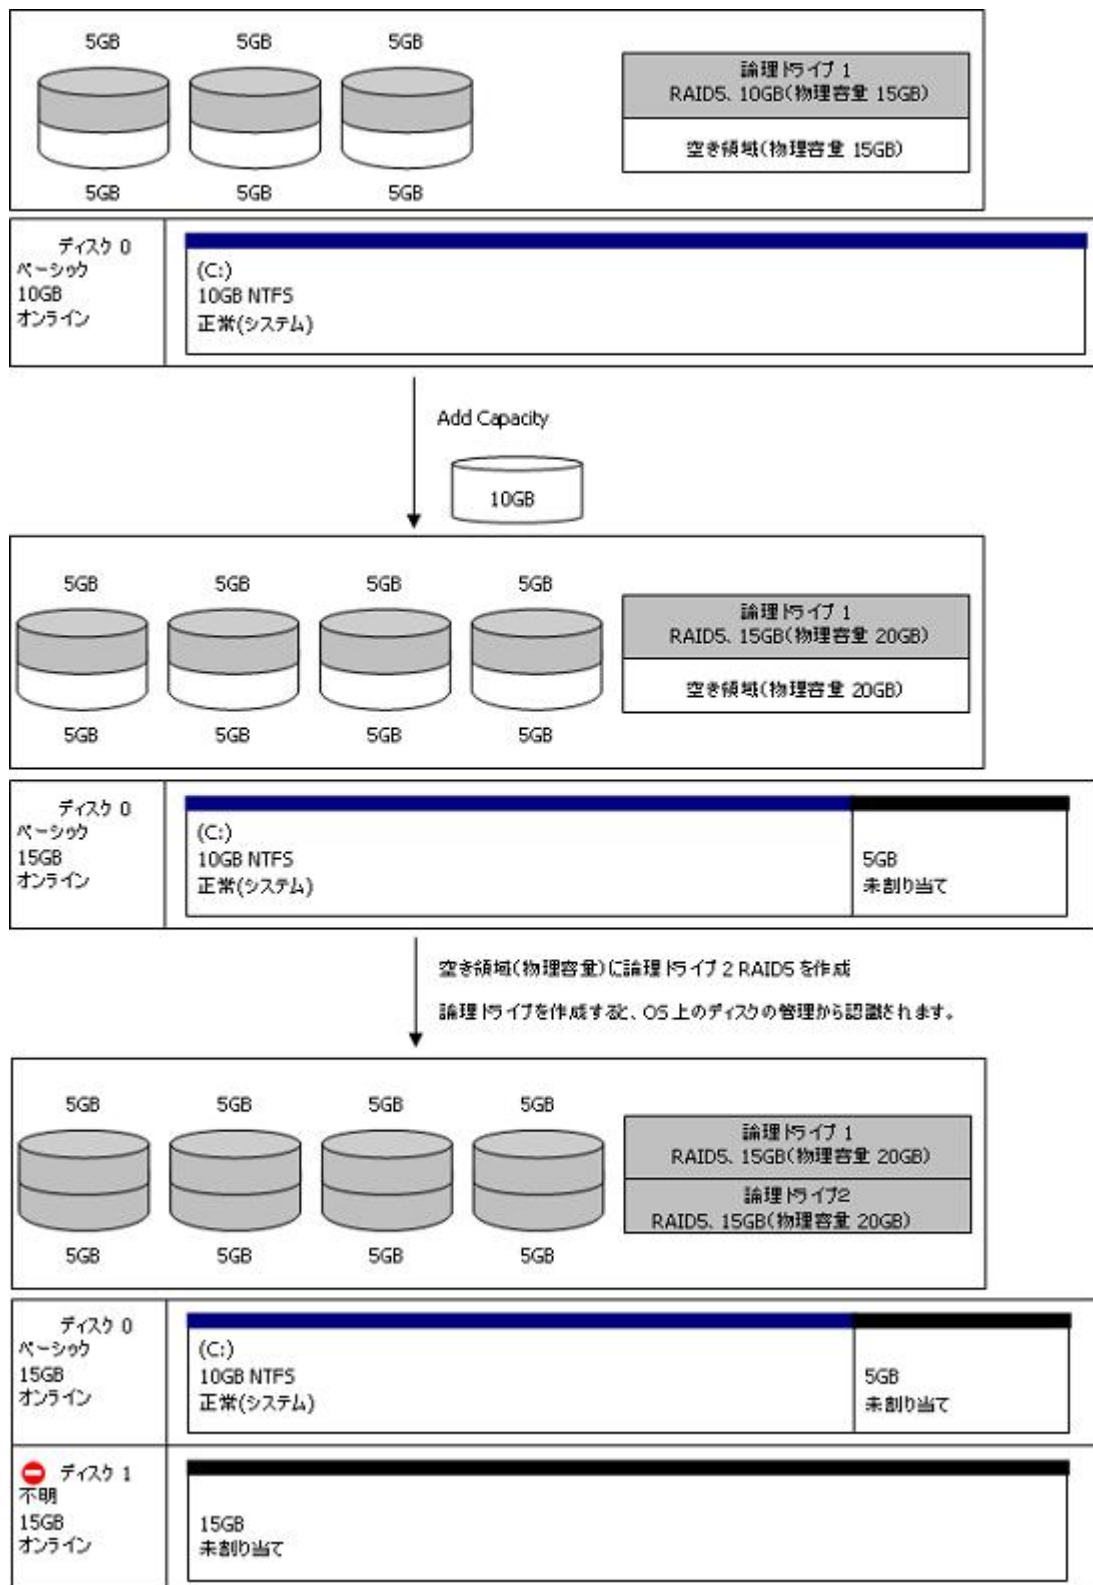 5GB 5GB 5GB
論理ドライブ 1
RAID5、10GB(物理容量 15GB)
空き領域(物理容量 15GB)
5GB 5GB 5GB
ディスク 0
ベーシック
10GB
オンライン
(C:)
10GB NTFS
正常(システム)
Add Capacity
10GB
5GB 5GB 5GB 5GB
論理ドライブ 1
RAID5、15GB(物理容量 20GB)
空き領域(物理容量 20GB)
5GB 5GB 5GB 5GB
ディスク 0
ベーシック
15GB
オンライン
(C:)
10GB NTFS
正常(システム)
5GB
未割り当て
空き領域(物理容量)に論理ドライブ 2 RAID5 を作成
論理ドライブを作成すると、OS 上のディスクの管理から認識されます。
5GB 5GB 5GB 5GB
論理ドライブ 1
RAID5、15GB(物理容量 20GB)
論理ドライブ2
RAID5、15GB(物理容量 20GB)
5GB 5GB 5GB 5GB
ディスク 0
ベーシック
15GB
オンライン
(C:)
10GB NTFS
正常(システム)
5GB
未割り当て
ディスク 1
不明
15GB
オンライン
15GB
未割り当て